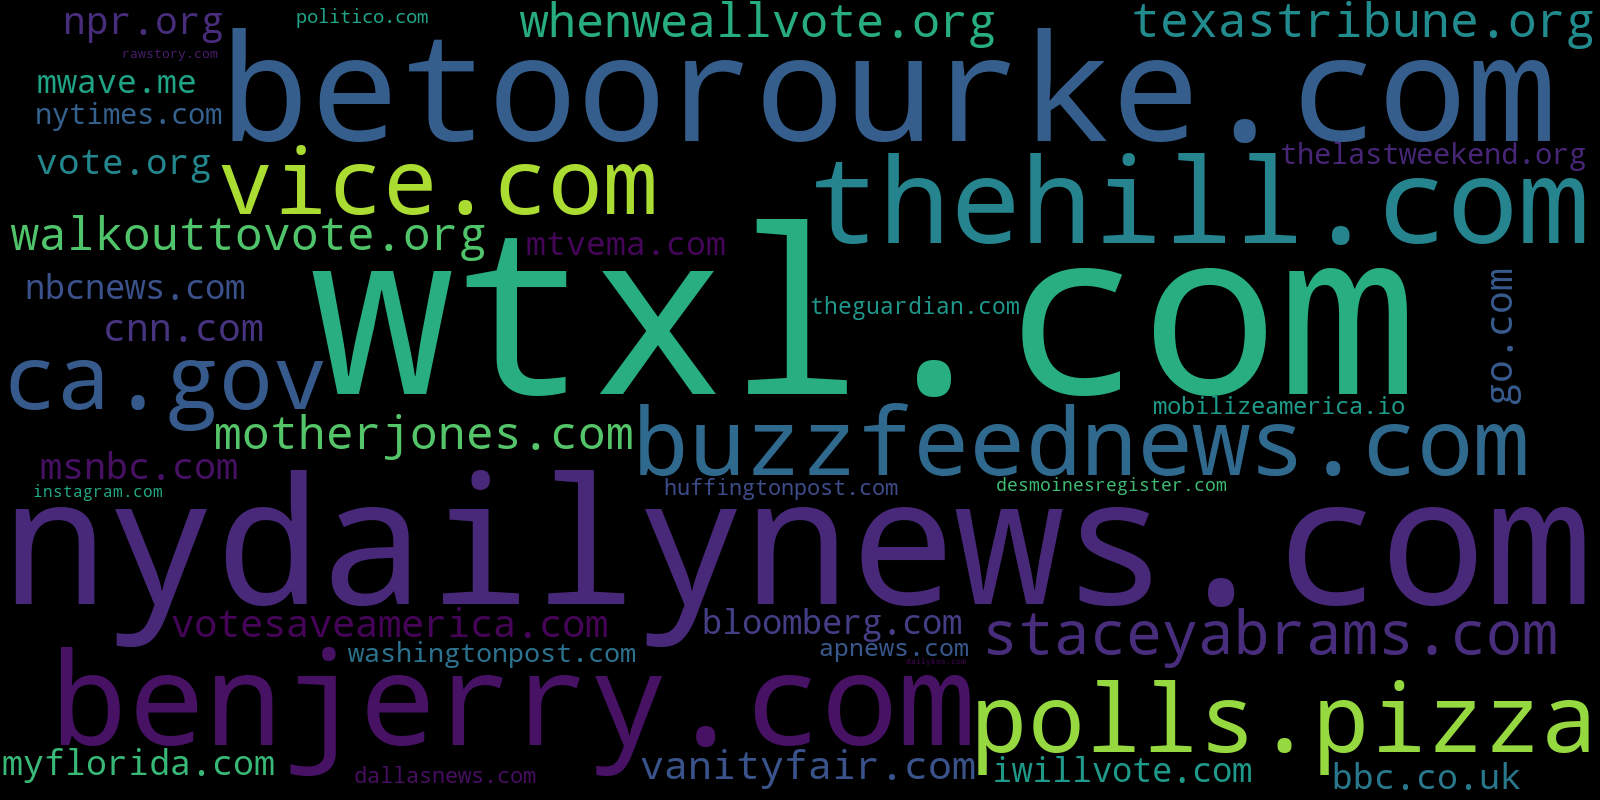 npr.org
politico.com
whenweallvote.org
texastribune.org
rawstory.com
betoorourke.com
mwave.me
nytimes.com
vote.org
vice.com
thehill.com
thelastweekend.org
walkouttovote.org
mtvema.com
wtxl.com
nbcnews.com
theguardian.com
go.com
cnn.com
ca.gov
mobilizeamerica.io
motherjones.com
buzzfeednews.com
msnbc.com
instagram.com
huffingtonpost.com
desmoinesregister.com
nydailynews.com
votesaveamerica.com
bloomberg.com
staceyabrams.com
washingtonpost.com
apnews.com
dailykos.com
benjerry.com
polls.pizza
myflorida.com
dallasnews.com
vanityfair.com
iwillvote.com
bbc.co.uk